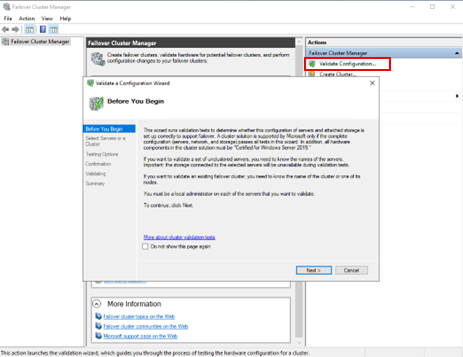 Failover Cluster Manager
File Action View Help
Failover Cluster Manager
Failover Cluster Manager
Create failover clusters, validate hardware for potential failover clusters, and perform
configuration changes to your failover clusters.
Actions
Failover Cluster Manager
Validate Configuration...
Create Cluster...
Validate a Configuration Wizard
Before You Begin
Before You Begin
Select Servers or a
Cluster
Testing Options
Confirmation
Validating
Summary
This wizard runs validation tests to determine whether this configuration of servers and attached storage is
set up correctly to support failover. A cluster solution is supported by Microsoft only if the complete
configuration (servers, network, and storage) passes all tests in this wizard. In addition, all hardware
components in the cluster solution must be "Certified for Windows Server 2019."
If you want to validate a set of unclustered servers, you need to know the names of the servers.
Important: the storage connected to the selected servers will be unavailable during validation tests.
If you want to validate an existing failover cluster, you need to know the name of the cluster or one of its
nodes.
You must be a local administrator on each of the servers that you want to validate.
To continue, click Next.
More about cluster validation tests
Do not show this page again
Next >
Cancel
More Information
Failover cluster topics on the Web
Failover cluster communities on the Web
Microsoft support page on the Web
This action launches the validation wizard, which guides you through the process of testing the hardware configuration for a cluster.